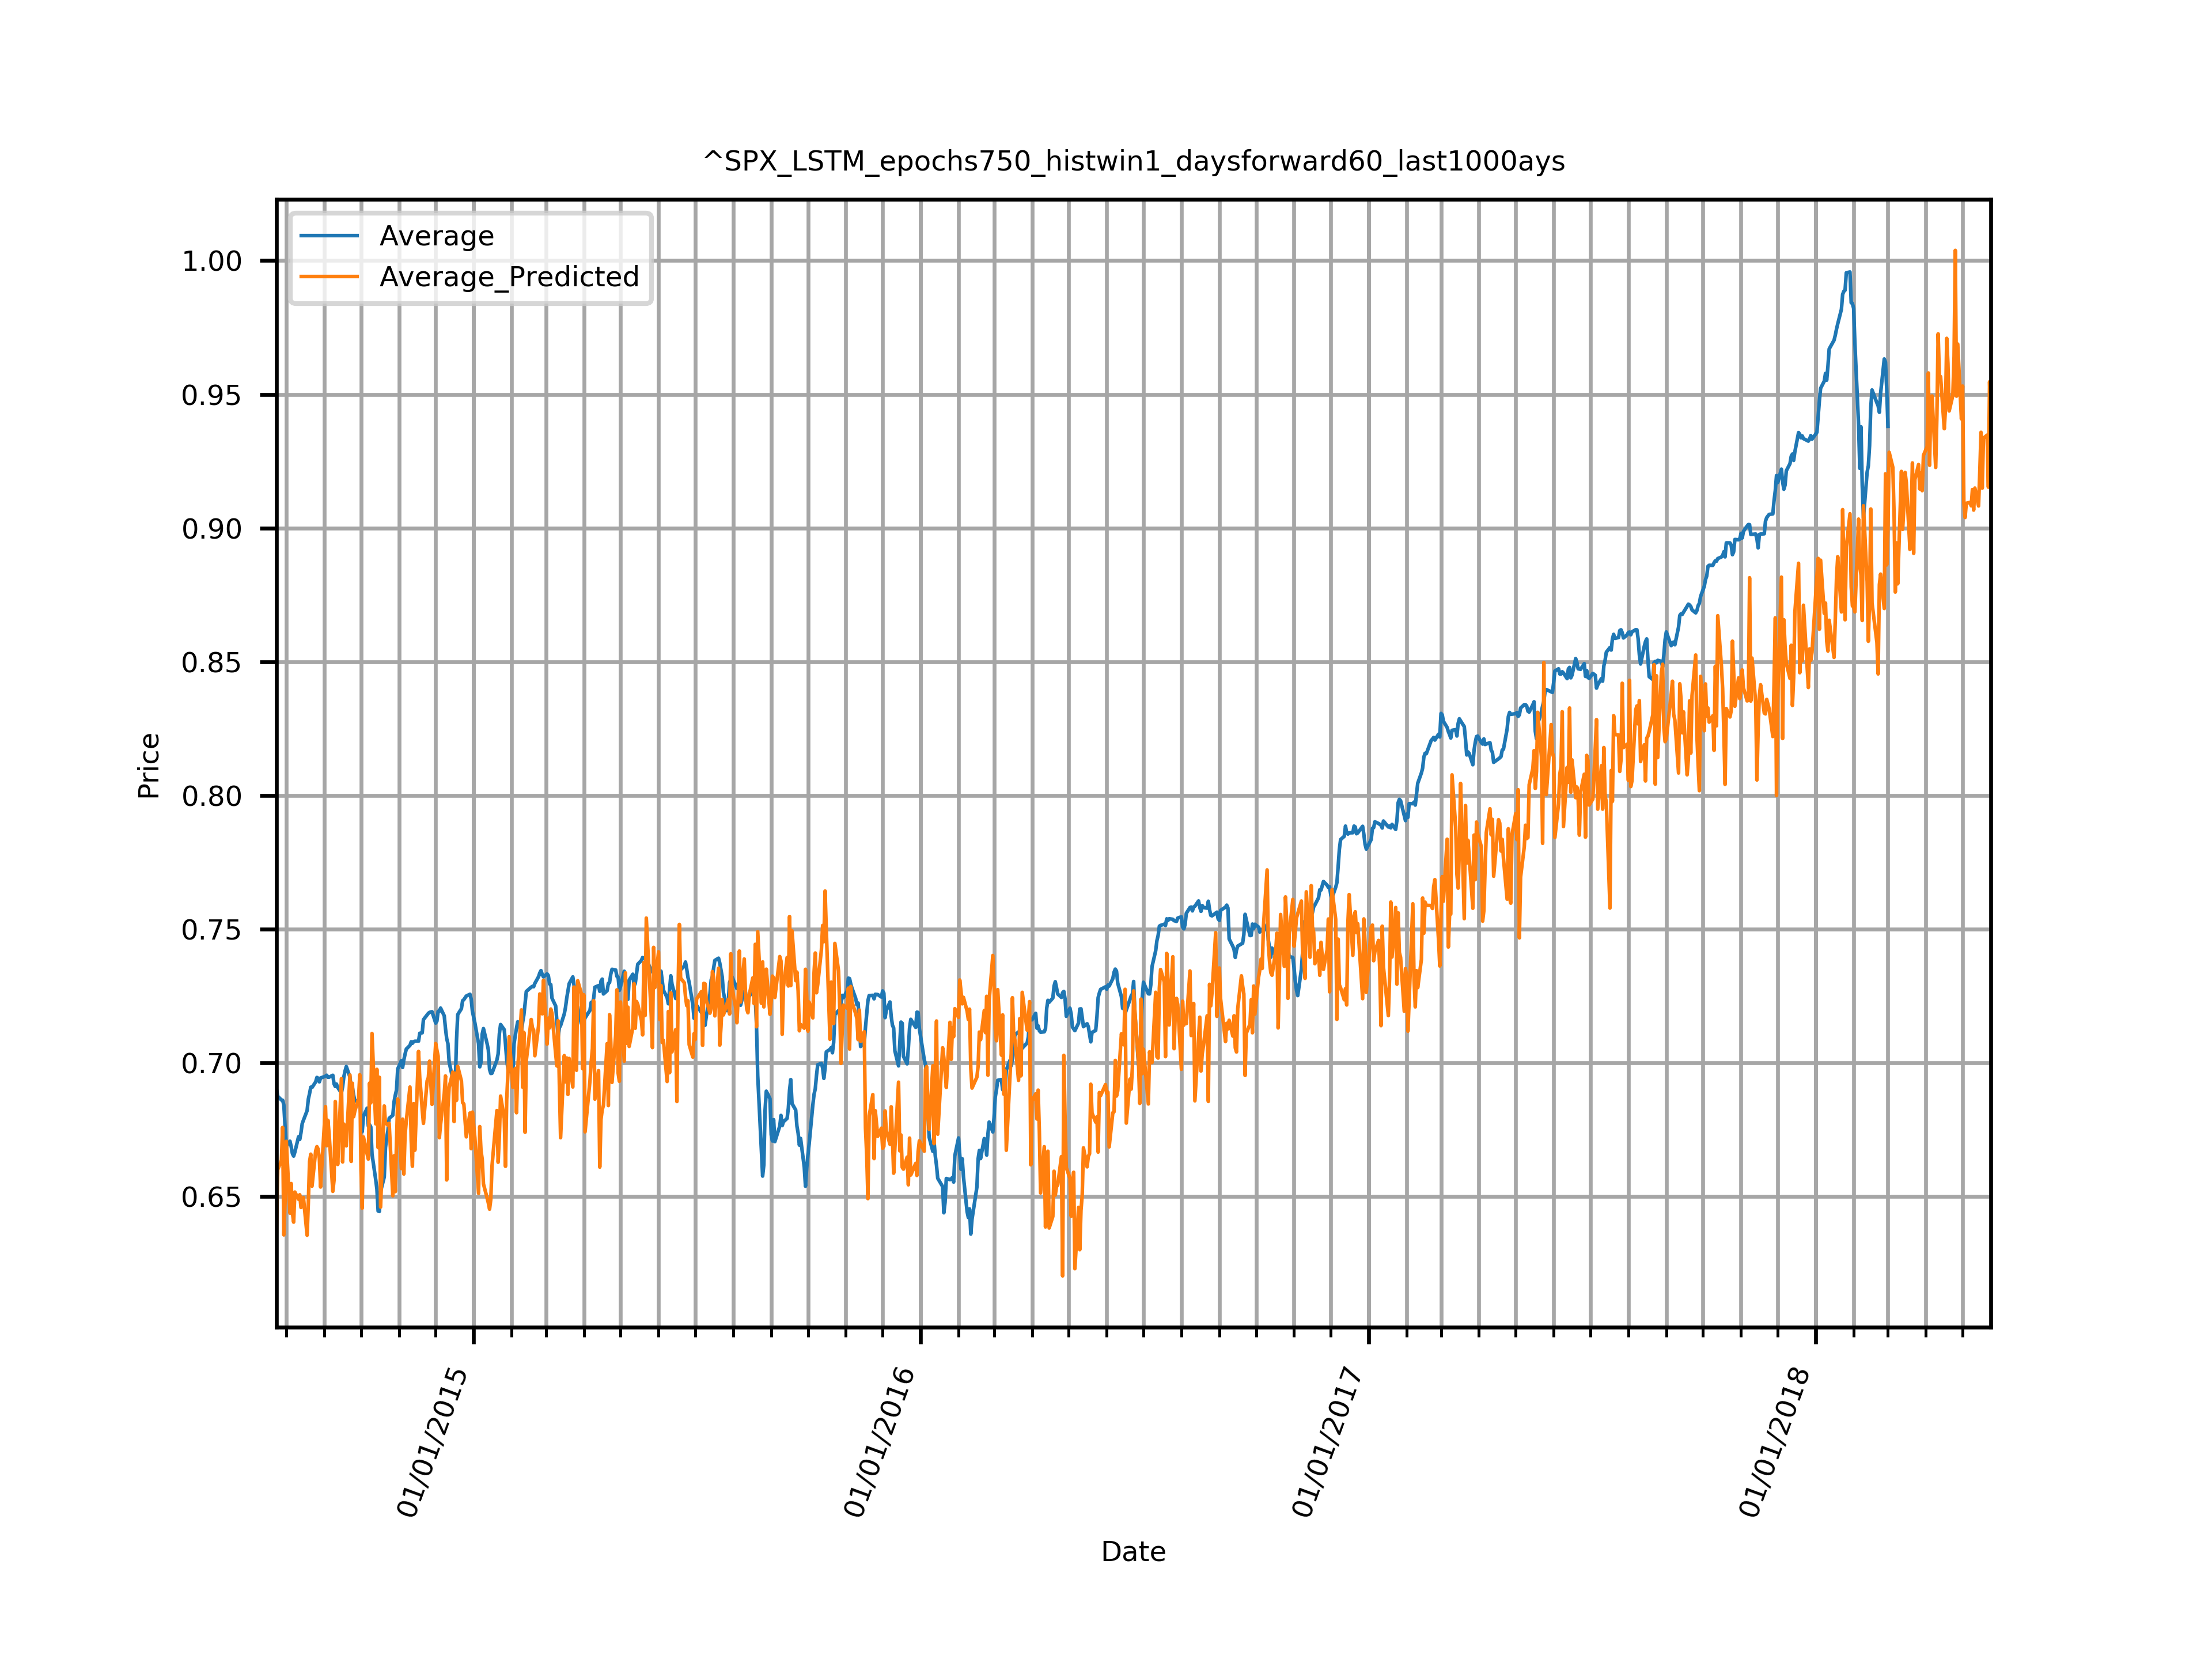 ^SPX_LSTM_epochs750_histwin1_daysforward60_last1000ays
Average
Average_Predicted
1.00
0.95
0.90
0.85
0.80
0.75
0.70
0.65
Price
01/01/2015
01/01/2016
01/01/2017
01/01/2018
Date